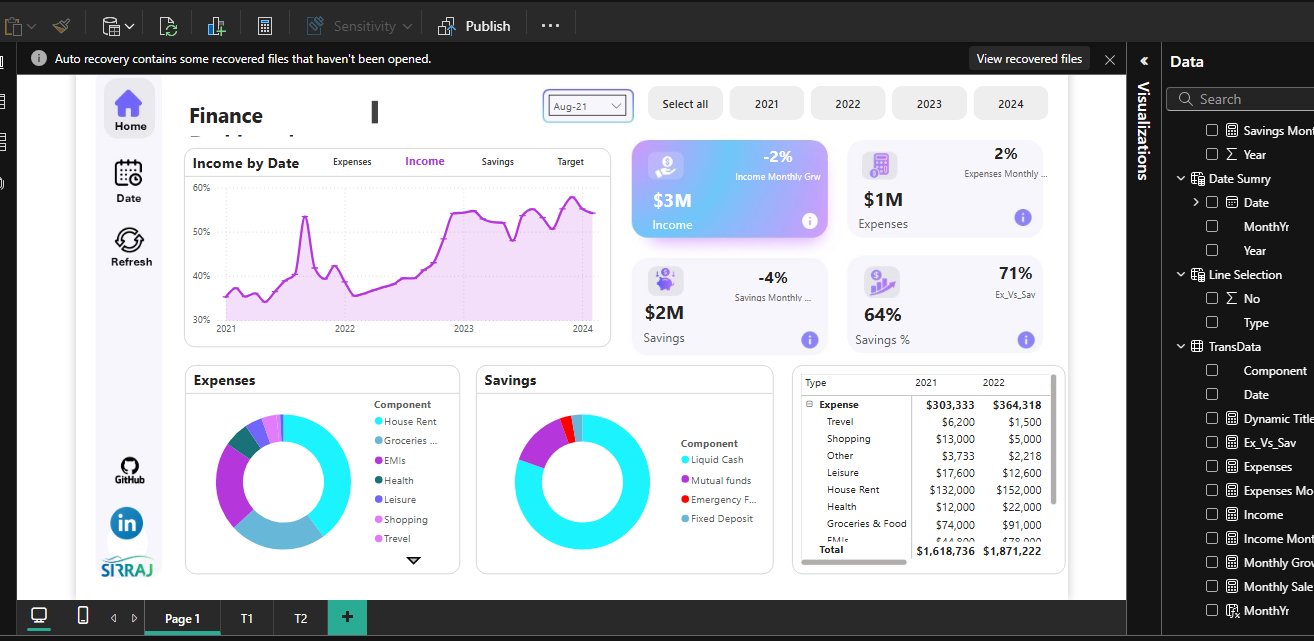 Sensitivity
Publish
Auto recovery contains some recovered files that haven't been opened.
View recovered files
Data
Visualizations
Search
Home
Date
Refresh
GitHub
in
SIRRAJ
Finance
Aug-21
Select all
2021
2022
2023
2024
Income by Date
Expenses
Income
Savings
Target
60%
50%
40%
30%
2021
2022
2023
2024
-2%
Income Monthly Grw
$3M
Income
2%
Expenses Monthly ...
$1M
Expenses
-4%
Savings Monthly ...
$2M
Savings
71%
Ex_Vs_Sav
64%
Savings %
Expenses
Component
House Rent
Groceries ...
EMIs
Health
Leisure
Shopping
Trevel
Savings
Component
Liquid Cash
Mutual funds
Emergency F...
Fixed Deposit
Type 2021 2022
Expense $303,333 $364,318
Trevel $6,200 $1,500
Shopping $13,000 $5,000
Other $3,733 $2,218
Leisure $17,600 $12,600
House Rent $132,000 $152,000
Health $12,000 $22,000
Groceries & Food $74,000 $91,000
EMIs $44,800 $78,000
Total $1,618,736 $1,871,222
Savings Mont
Σ Year
Date Sumry
Date
MonthYr
Year
Line Selection
Σ No
Type
TransData
Component
Date
Dynamic Title
Ex_Vs_Sav
Expenses
Expenses Mo
Income
Income Mont
Monthly Grow
Monthly Sale
MonthYr
Page 1
T1
T2